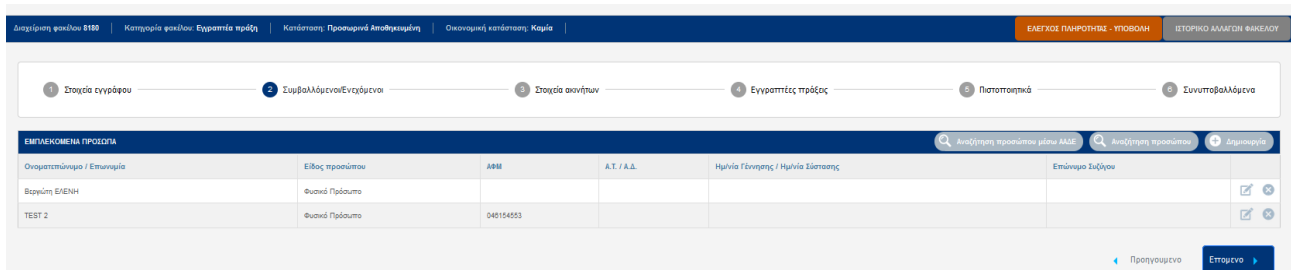 Διαχείριση φακέλου 8180 | Κατηγορία φακέλου: Εγγραπτέα πράξη | Κατάσταση: Προσωρινά Αποθηκευμένη | Οικονομική κατάσταση: Καμία | ΕΛΕΓΧΟΣ ΠΛΗΡΟΤΗΤΑΣ - ΥΠΟΒΟΛΗ ΙΣΤΟΡΙΚΟ ΑΛΛΑΓΩΝ ΦΑΚΕΛΟΥ
1 Στοιχεία εγγράφου 2 Συμβαλλόμενοι/Ενεχόμενοι 3 Στοιχεία ακινήτων 4 Εγγραπτέες πράξεις 5 Πιστοποιητικά 6 Συνυποβαλλόμενα
ΕΜΠΛΕΚΟΜΕΝΑ ΠΡΟΣΩΠΑ Αναζήτηση προσώπου μέσω ΑΑΔΕ Αναζήτηση προσώπου Δημιουργία
Ονοματεπώνυμο / Επωνυμία Είδος προσώπου ΑΦΜ Α.Τ. / Α.Δ. Ημ/νία Γέννησης / Ημ/νία Σύστασης Επώνυμο Συζύγου
Βεργιώτη ΕΛΕΝΗ Φυσικό Πρόσωπο
TEST 2 Φυσικό Πρόσωπο 046154553
Προηγουμενο Επομενο